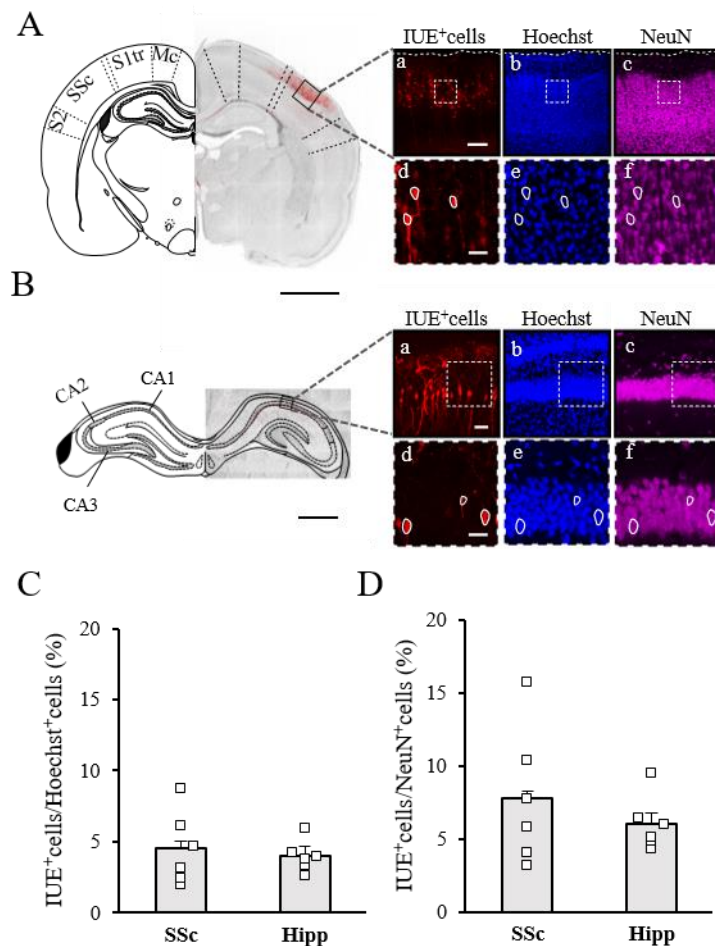 A
S2
SSc
S1tr
Mc
IUE⁺cells
Hoechst
NeuN
a
b
c
d
e
f
B
CA2
CA1
CA3
IUE⁺cells
Hoechst
NeuN
a
b
c
d
e
f
C
IUE⁺cells/Hoechst⁺cells (%)
20
15
10
5
0
SSc
Hipp
D
IUE⁺cells/NeuN⁺cells (%)
20
15
10
5
0
SSc
Hipp